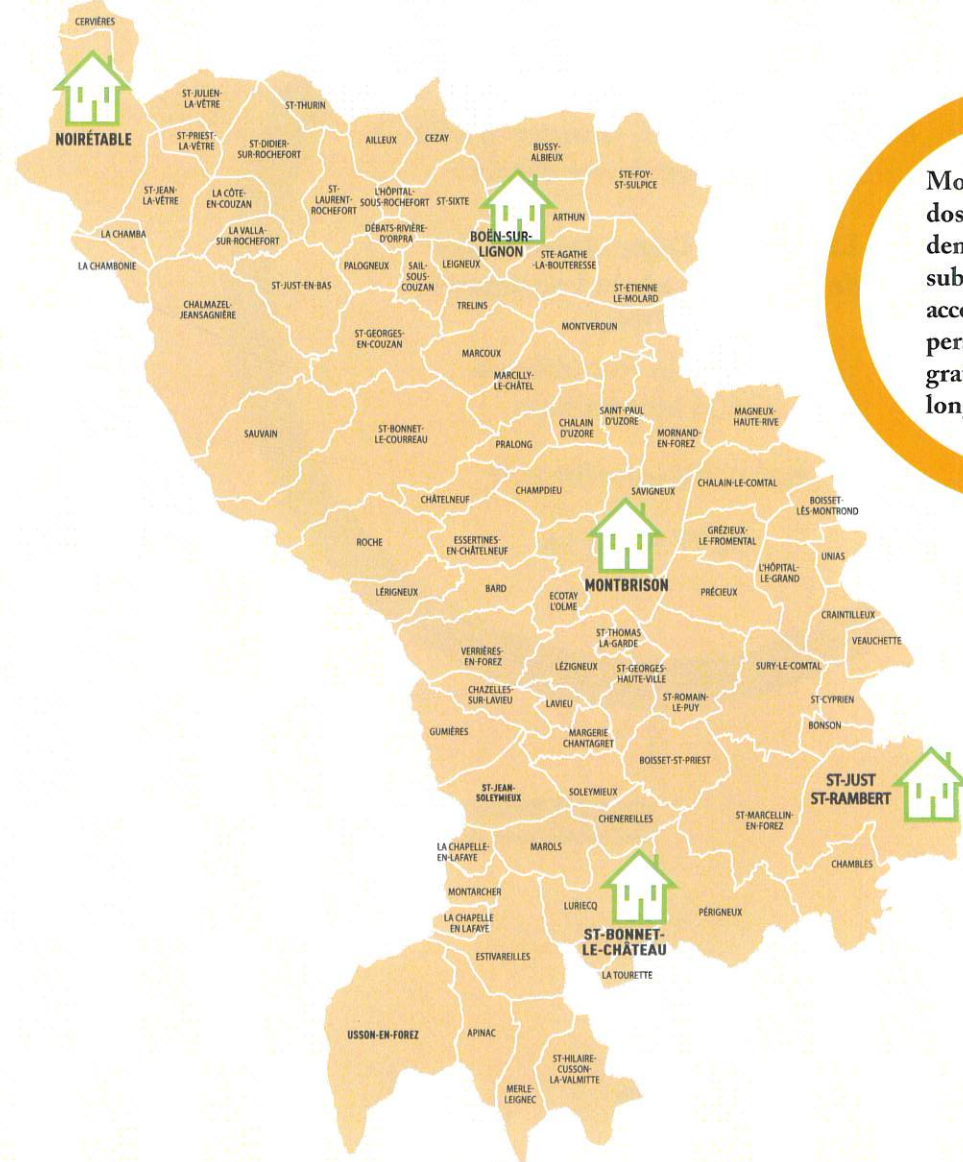 CERVIÈRES
NOIRÉTABLE
ST-JULIEN-
LA-VÊTRE
ST-THURIN
ST-PRIEST-
LA-VÊTRE
ST-DIDIER-
SUR-ROCHEFORT
AILLEUX
CEZAY
BUSSY-
ALBIEUX
STE-FOY-
ST-SULPICE
ST-JEAN-
LA-VÊTRE
LA CÔTE-
EN-COUZAN
ST-
LAURENT-
ROCHEFORT
L'HÔPITAL-
SOUS-ROCHEFORT
ST-SIXTE
ARTHUN
LA CHAMBA
LA VALLA-
SUR-ROCHEFORT
DÉBATS-RIVIÈRE-
D'ORPRA
BOËN-SUR-
LIGNON
STE-AGATHE
-LA-BOUTERESSE
LA CHAMBONIE
PALOGNEUX
SAIL-
SOUS-
COUZAN
LEIGNEUX
ST-JUST-EN-BAS
ST-ETIENNE
LE-MOLARD
CHALMAZEL-
JEANSAGNIÈRE
TRELINS
MONTVERDUN
ST-GEORGES-
EN-COUZAN
MARCOUX
MARCILLY-
LE-CHÂTEL
SAUVAIN
ST-BONNET-
LE-COURREAU
PRALONG
CHALAIN
D'UZORE
SAINT-PAUL
D'UZORE
MORNAND-
EN-FOREZ
MAGNEUX-
HAUTE-RIVE
CHÂTELNEUF
CHAMPDIEU
SAVIGNEUX
CHALAIN-LE-COMTAL
BOISSET-
LÈS-MONTROND
ROCHE
ESSERTINES-
EN-CHÂTELNEUF
GRÉZIEUX-
LE-FROMENTAL
UNIAS
L'HÔPITAL-
LE-GRAND
LÉRIGNEUX
BARD
ECOTAY
L'OLME
MONTBRISON
PRÉCIEUX
CRAINTILLEUX
VEAUCHETTE
VERRIÈRES-
EN-FOREZ
ST-THOMAS
LA-GARDE
LÉZIGNEUX
ST-GEORGES-
HAUTE-VILLE
SURY-LE-COMTAL
CHAZELLES-
SUR-LAVIEU
LAVIEU
ST-ROMAIN-
LE-PUY
ST-CYPRIEN
BONSON
GUMIÈRES
MARGERIE
CHANTAGRET
BOISSET-ST-PRIEST
ST-JUST
ST-RAMBERT
ST-JEAN-
SOLEYMIEUX
SOLEYMIEUX
CHENEREILLES
ST-MARCELLIN-
EN-FOREZ
LA CHAPELLE-
EN-LAFAYE
MAROLS
CHAMBLES
MONTARCHER
LURIECQ
PÉRIGNEUX
LA CHAPELLE
EN LAFAYE
ST-BONNET-
LE-CHÂTEAU
ESTIVAREILLES
LA TOURETTE
USSON-EN-FOREZ
APINAC
ST-HILAIRE-
CUSSON-
LA-VALMITTE
MERLE-
LEIGNEC